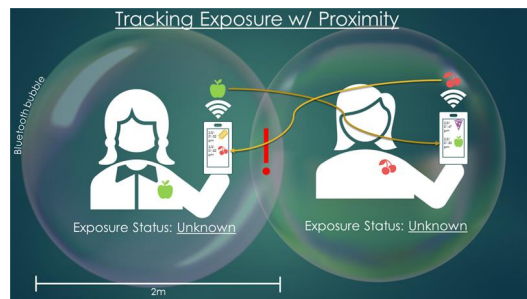 Tracking Exposure w/ Proximity
Bluetooth bubble
!
Exposure Status: Unknown
Exposure Status: Unknown
2m